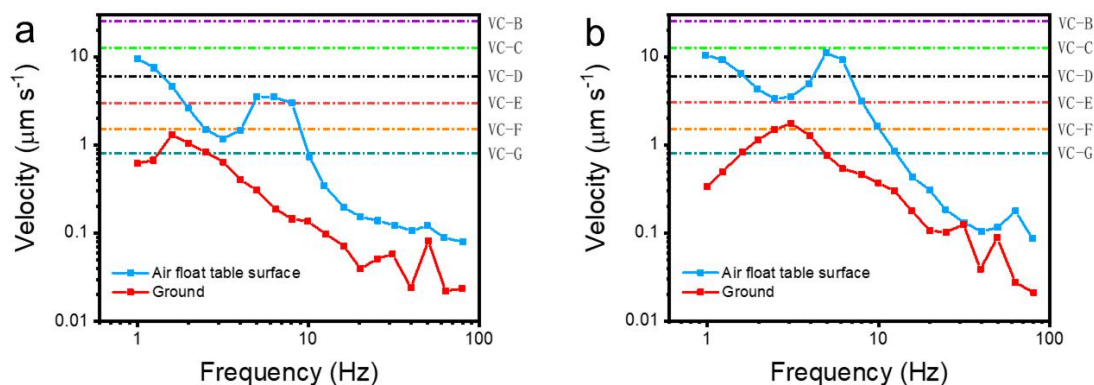 a
Velocity (μm s-1)
10
1
0.1
0.01
VC-B
VC-C
VC-D
VC-E
VC-F
VC-G
Air float table surface
Ground
1
10
100
Frequency (Hz)
b
Velocity (μm s-1)
10
1
0.1
0.01
VC-B
VC-C
VC-D
VC-E
VC-F
VC-G
Air float table surface
Ground
1
10
100
Frequency (Hz)